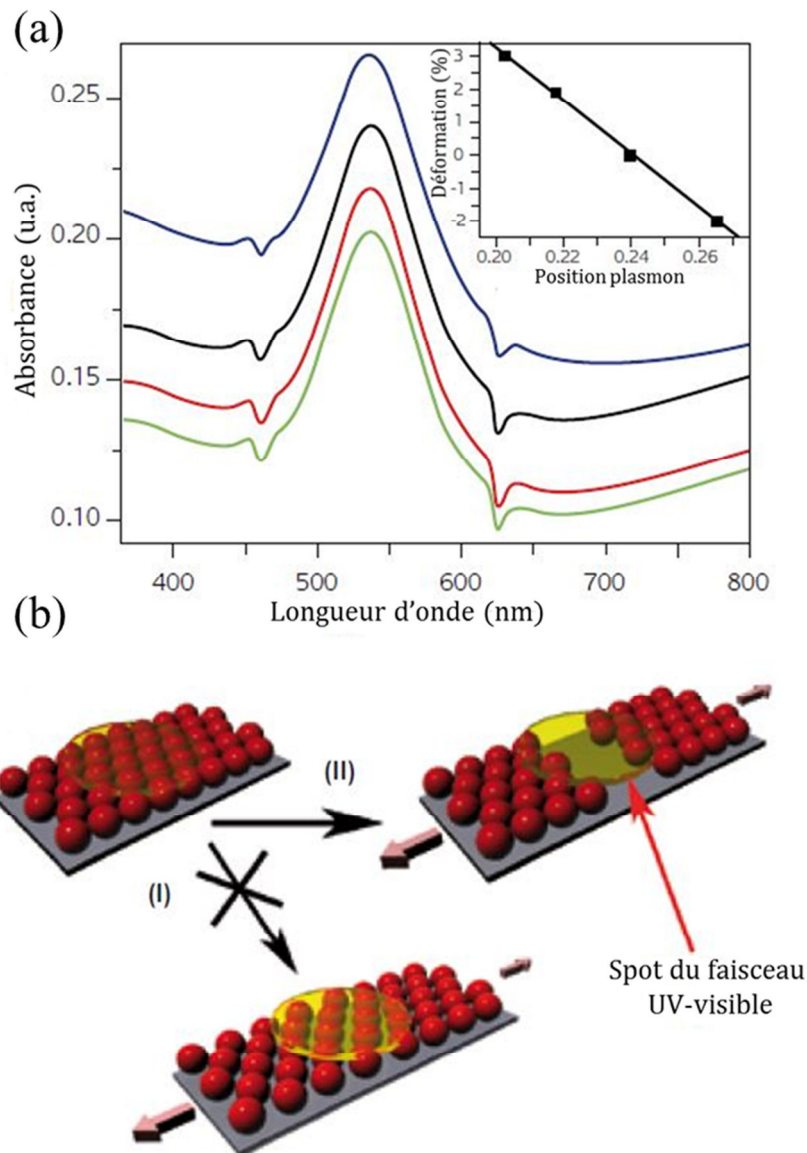 (a)
0.25
0.20
0.15
0.10
Absorbance (u.a.)
400 500 600 700 800
Longueur d'onde (nm)
Déformation (%)
3
2
1
0
-1
-2
0.20 0.22 0.24 0.26
Position plasmon
(b)
(II)
(I)
Spot du faisceau
UV-visible